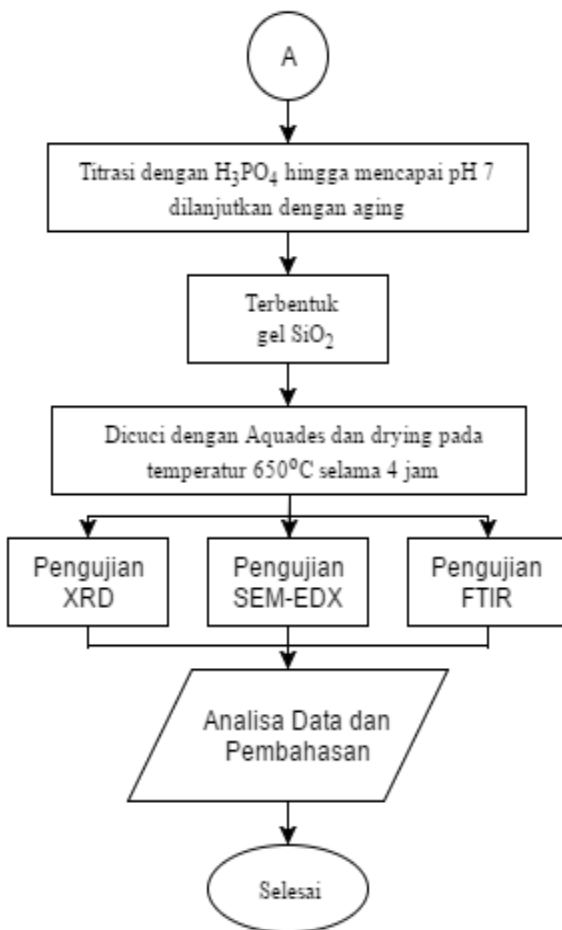 A
Titrasi dengan H₃PO₄ hingga mencapai pH 7
dilanjutkan dengan aging
Terbentuk
gel SiO₂
Dicuci dengan Aquades dan drying pada
temperatur 650⁰C selama 4 jam
Pengujian
XRD
Pengujian
SEM-EDX
Pengujian
FTIR
Analisa Data dan
Pembahasan
Selesai